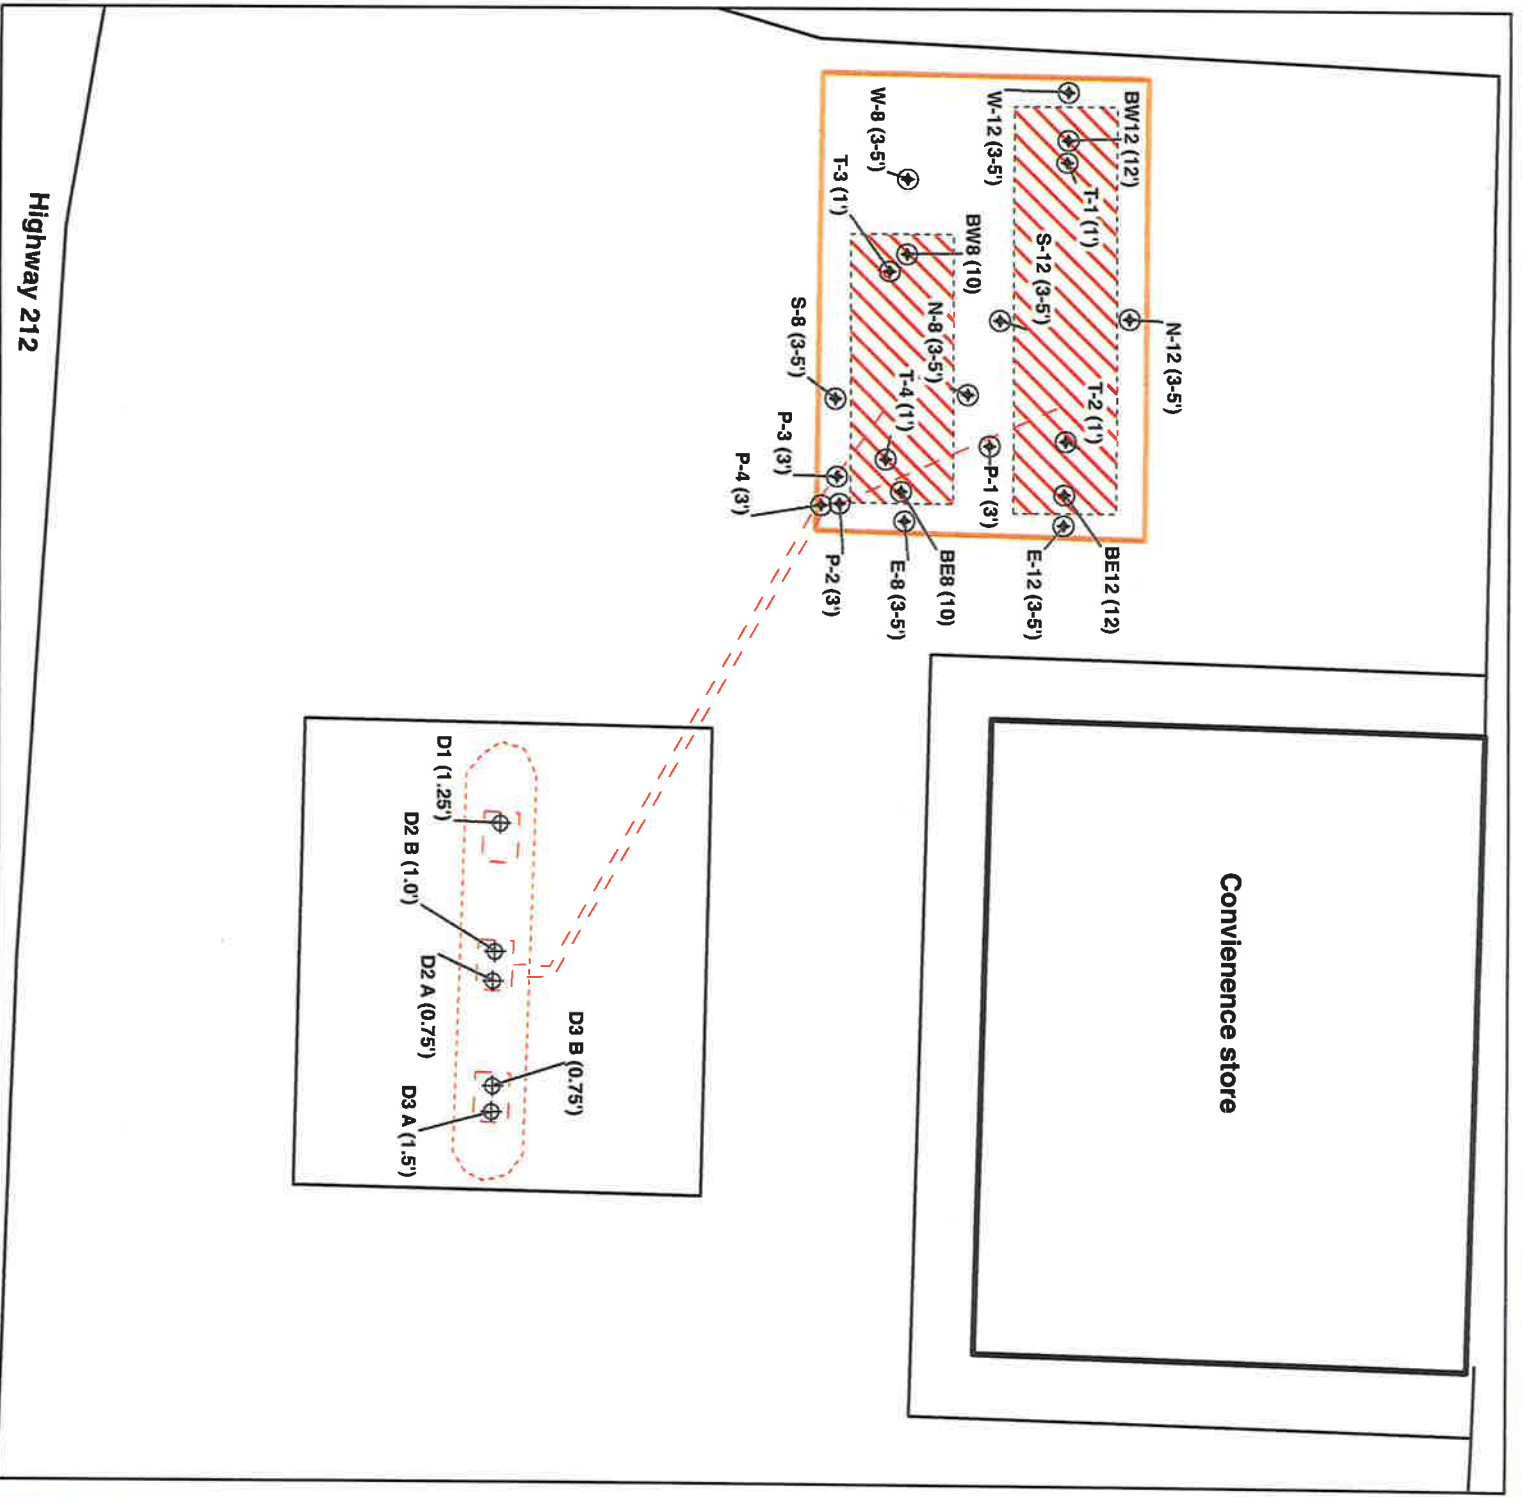 N-12 (3-5')
BW12 (12')
T-1 (1')
T-2 (1')
BE12 (12)
W-12 (3-5')
S-12 (3-5')
E-12 (3-5')
P-1 (3')
BW8 (10)
N-8 (3-5')
BE8 (10)
W-8 (3-5')
T-4 (1')
E-8 (3-5')
T-3 (1')
P-2 (3')
S-8 (3-5')
P-3 (3')
P-4 (3')
Convienence store
D3 B (0.75')
D1 (1.25')
D2 B (1.0')
D2 A (0.75')
D3 A (1.5')
Highway 212